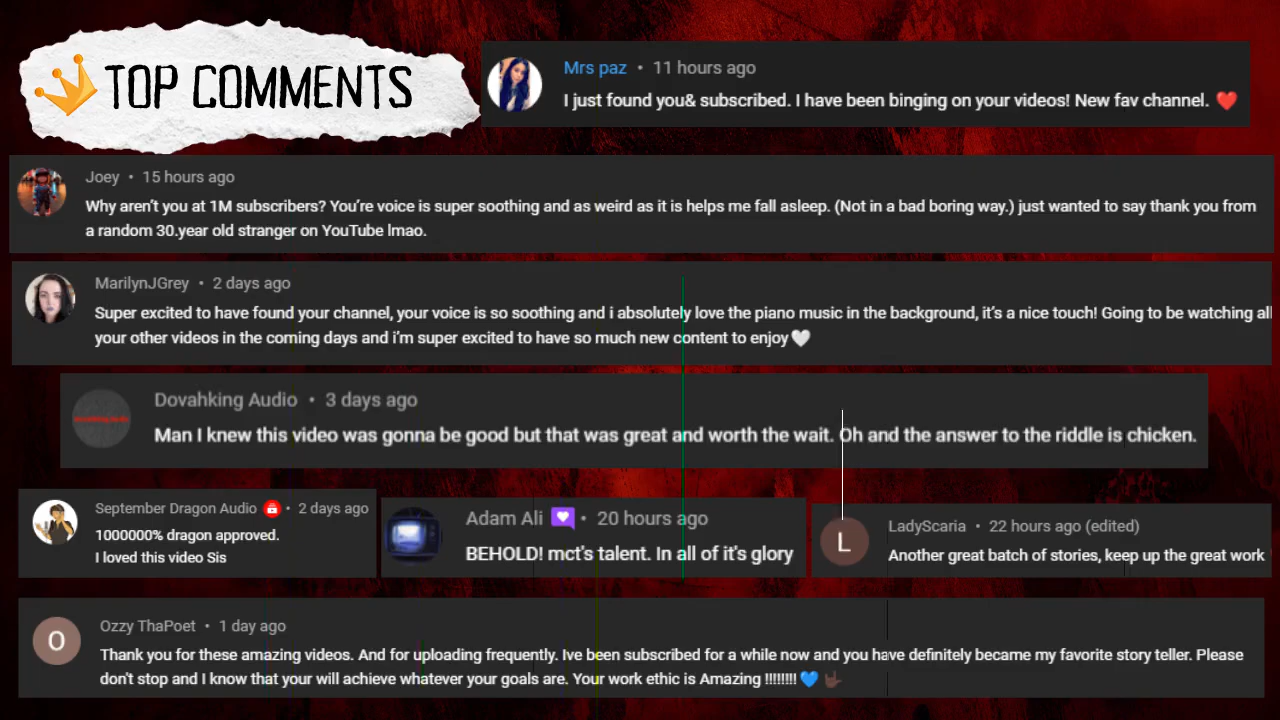 TOP COMMENTS
Mrs paz • 11 hours ago
I just found you& subscribed. I have been binging on your videos! New fav channel. ❤️
Joey • 15 hours ago
Why aren't you at 1M subscribers? You're voice is super soothing and as weird as it is helps me fall asleep. (Not in a bad boring way.) just wanted to say thank you from
a random 30.year old stranger on YouTube lmao.
MarilynJGrey • 2 days ago
Super excited to have found your channel, your voice is so soothing and i absolutely love the piano music in the background, it's a nice touch! Going to be watching all
your other videos in the coming days and i'm super excited to have so much new content to enjoy🤍
Dovahking Audio • 3 days ago
Man I knew this video was gonna be good but that was great and worth the wait. Oh and the answer to the riddle is chicken.
September Dragon Audio • 2 days ago
1000000% dragon approved.
I loved this video Sis
Adam Ali • 20 hours ago
BEHOLD! mct's talent. In all of it's glory
L
LadyScaria • 22 hours ago (edited)
Another great batch of stories, keep up the great work
O
Ozzy ThaPoet • 1 day ago
Thank you for these amazing videos. And for uploading frequently. Ive been subscribed for a while now and you have definitely became my favorite story teller. Please
don't stop and I know that your will achieve whatever your goals are. Your work ethic is Amazing !!!!!!!! 💙 🤟🏿